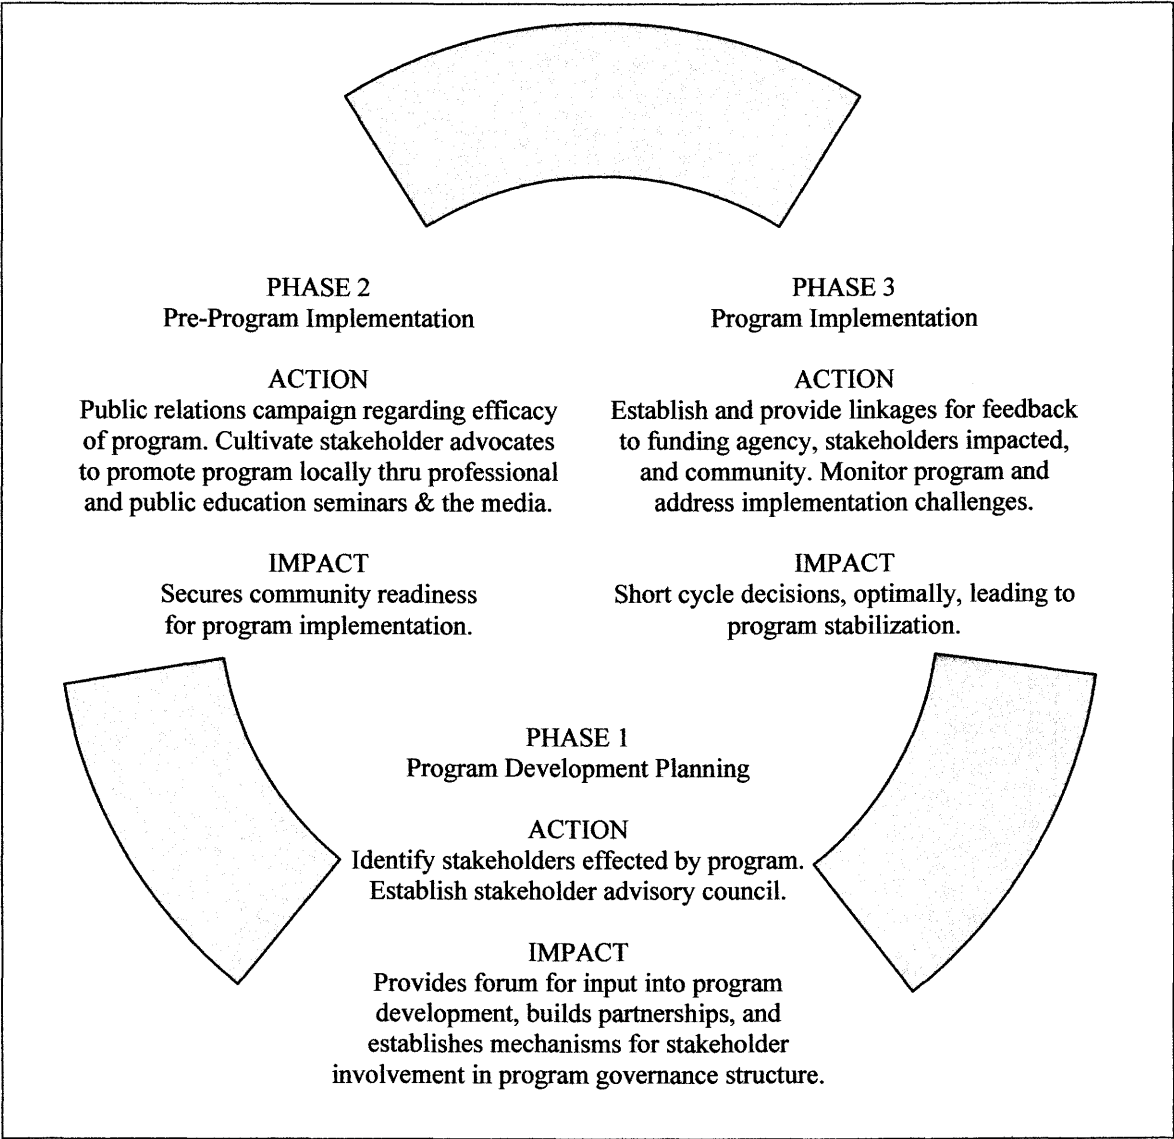 PHASE 2
Pre-Program Implementation
ACTION
Public relations campaign regarding efficacy
of program. Cultivate stakeholder advocates
to promote program locally thru professional
and public education seminars & the media.
IMPACT
Secures community readiness
for program implementation.
PHASE 3
Program Implementation
ACTION
Establish and provide linkages for feedback
to funding agency, stakeholders impacted,
and community. Monitor program and
address implementation challenges.
IMPACT
Short cycle decisions, optimally, leading to
program stabilization.
PHASE 1
Program Development Planning
ACTION
Identify stakeholders effected by program.
Establish stakeholder advisory council.
IMPACT
Provides forum for input into program
development, builds partnerships, and
establishes mechanisms for stakeholder
involvement in program governance structure.